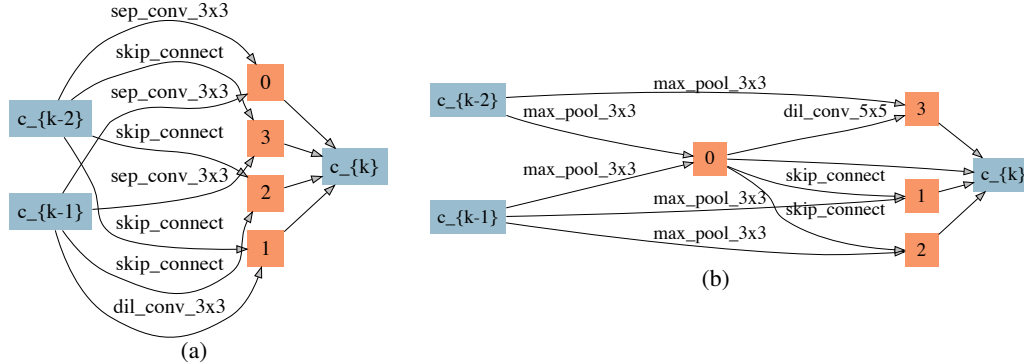 sep_conv_3x3
skip_connect
sep_conv_3x3
skip_connect
sep_conv_3x3
skip_connect
skip_connect
dil_conv_3x3
c_{k-2}
c_{k-1}
0
3
2
1
c_{k}
(a)
max_pool_3x3
max_pool_3x3
dil_conv_5x5
max_pool_3x3
skip_connect
max_pool_3x3
skip_connect
max_pool_3x3
c_{k-2}
c_{k-1}
0
3
1
2
c_{k}
(b)